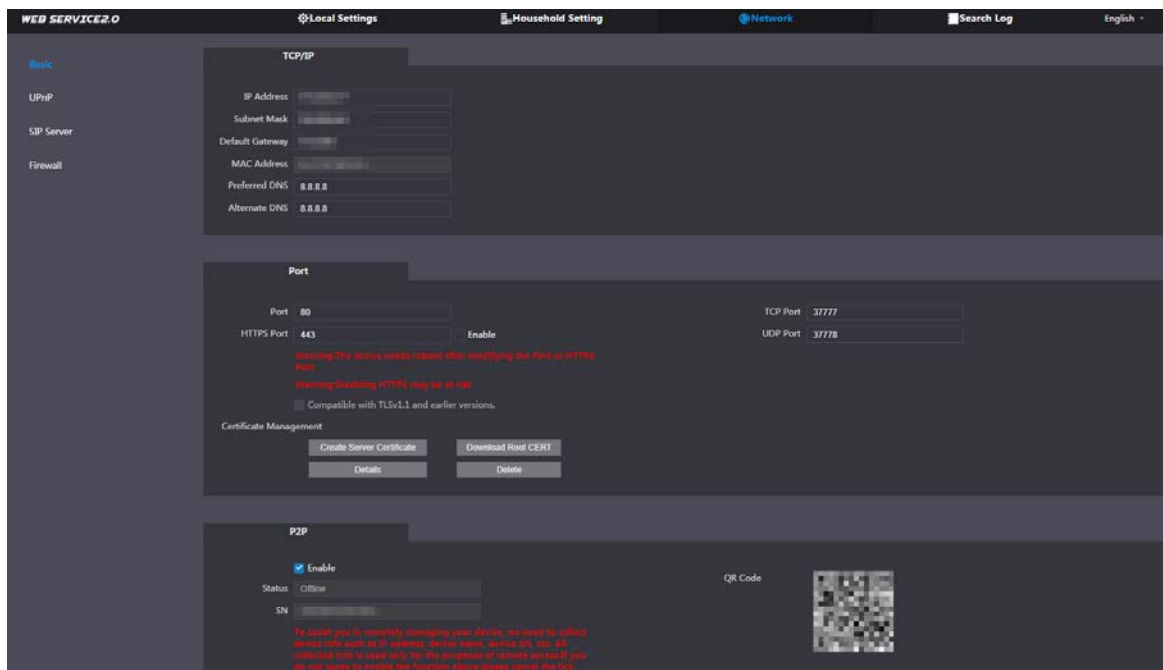 WEB SERVICE2.0
Local Settings
Household Setting
Network
Search Log
English
Basic
UPnP
SIP Server
Firewall
TCP/IP
IP Address
Subnet Mask
Default Gateway
MAC Address
Preferred DNS 8.8.8.8
Alternate DNS 8.8.8.8
Port
Port 80
TCP Port 37777
HTTPS Port 443 Enable
UDP Port 37778
Warning:The device needs reboot after modifying the Port or HTTPS
Port
Warning:Disabling HTTPS may be at risk
Compatible with TLSv1.1 and earlier versions.
Certificate Management
Create Server Certificate
Download Root CERT
Details
Delete
P2P
Enable
QR Code
Status Offline
SN
To assist you in remotely managing your device, we need to collect
device info such as IP address, device name, device SN, etc. All
collected info is used only for the proposes of remote access.If you
do not agree to enable the function above,please cancel the tick.